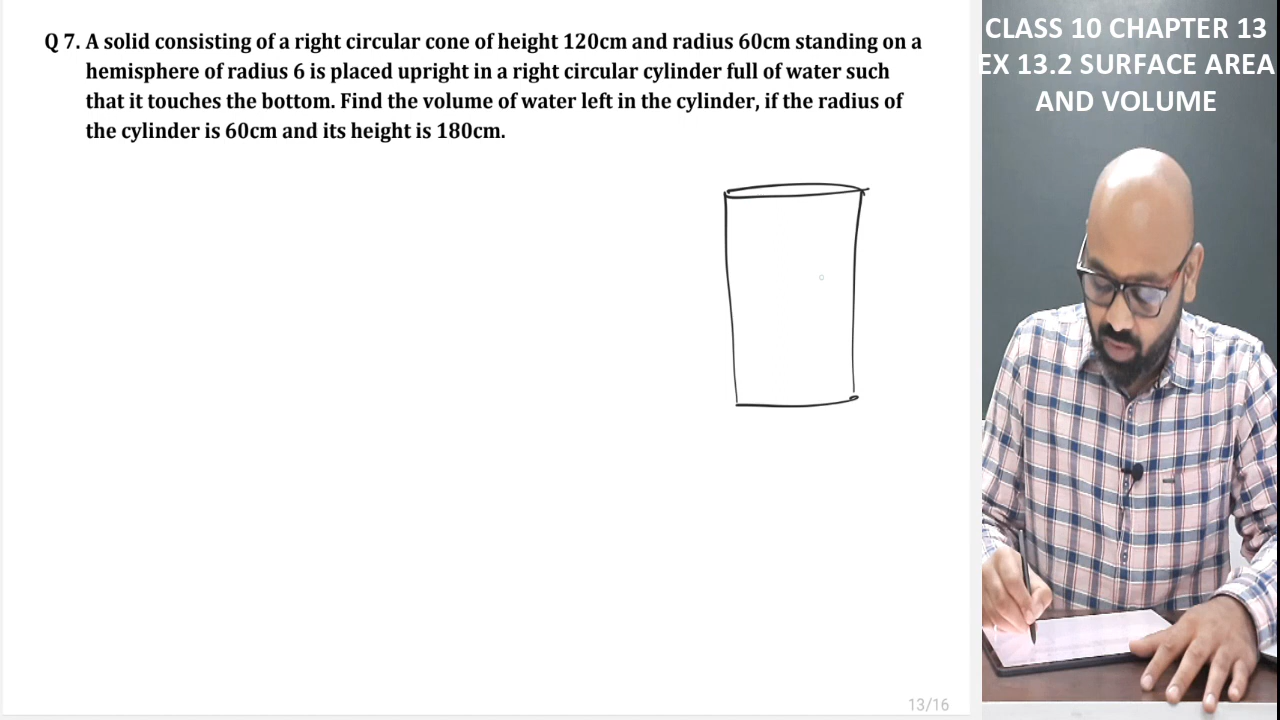 Q 7. A solid consisting of a right circular cone of height 120cm and radius 60cm standing on a
hemisphere of radius 6 is placed upright in a right circular cylinder full of water such
that it touches the bottom. Find the volume of water left in the cylinder, if the radius of
the cylinder is 60cm and its height is 180cm.
CLASS 10 CHAPTER 13
EX 13.2 SURFACE AREA
AND VOLUME
13/16